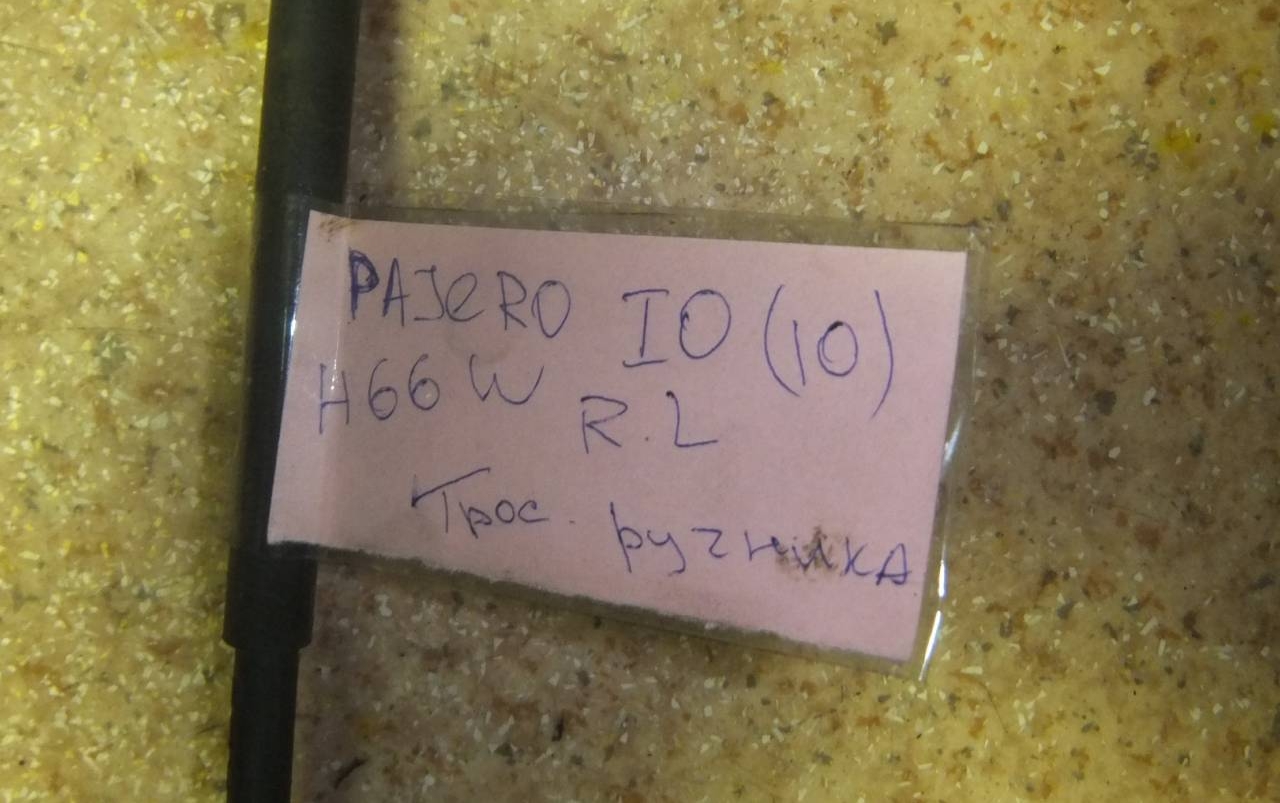 PAJeRO IO (10)
H66W R.L
Трос. ручника